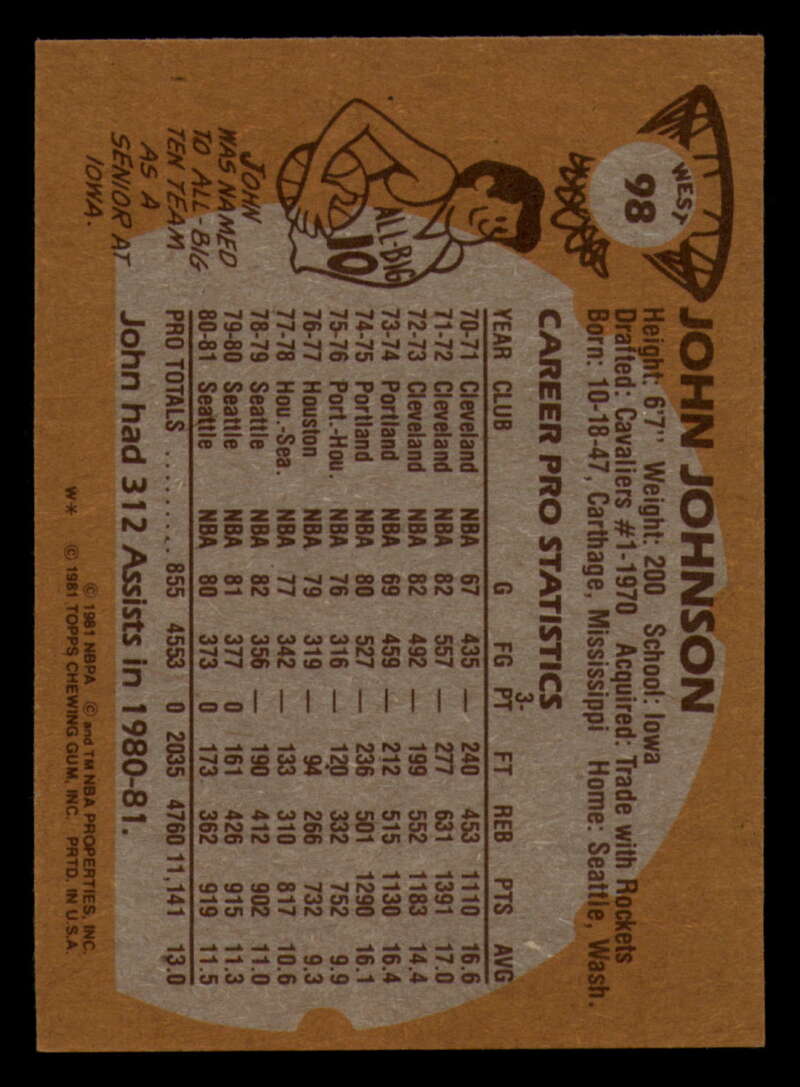 WEST
98
JOHN JOHNSON
Height: 6'7" Weight: 200 School: Iowa
Drafted: Cavaliers #1-1970 Acquired: Trade with Rockets
Born: 10-18-47, Carthage, Mississippi Home: Seattle, Wash.
ALL-BIG
10
JOHN
WAS NAMED
TO ALL-BIG
TEN TEAM
AS A
SENIOR AT
IOWA.
CAREER PRO STATISTICS
YEAR CLUB G FG 3-PT FT REB PTS AVG
70-71 Cleveland NBA 67 435 — 240 453 1110 16.6
71-72 Cleveland NBA 82 557 — 277 631 1391 17.0
72-73 Cleveland NBA 82 492 — 199 552 1183 14.4
73-74 Portland NBA 69 459 — 212 515 1130 16.4
74-75 Portland NBA 80 527 — 236 501 1290 16.1
75-76 Port.-Hou. NBA 76 316 — 120 332 752 9.9
76-77 Houston NBA 79 319 — 94 266 732 9.3
77-78 Hou.-Sea. NBA 77 342 — 133 310 817 10.6
78-79 Seattle NBA 82 356 — 190 412 902 11.0
79-80 Seattle NBA 81 377 0 161 426 915 11.3
80-81 Seattle NBA 80 373 0 173 362 919 11.5
PRO TOTALS ......... 855 4553 0 2035 4760 11,141 13.0
John had 312 Assists in 1980-81.
© 1981 NBPA © and TM NBA PROPERTIES, INC.
W* © 1981 TOPPS CHEWING GUM, INC. PRTD. IN U.S.A.